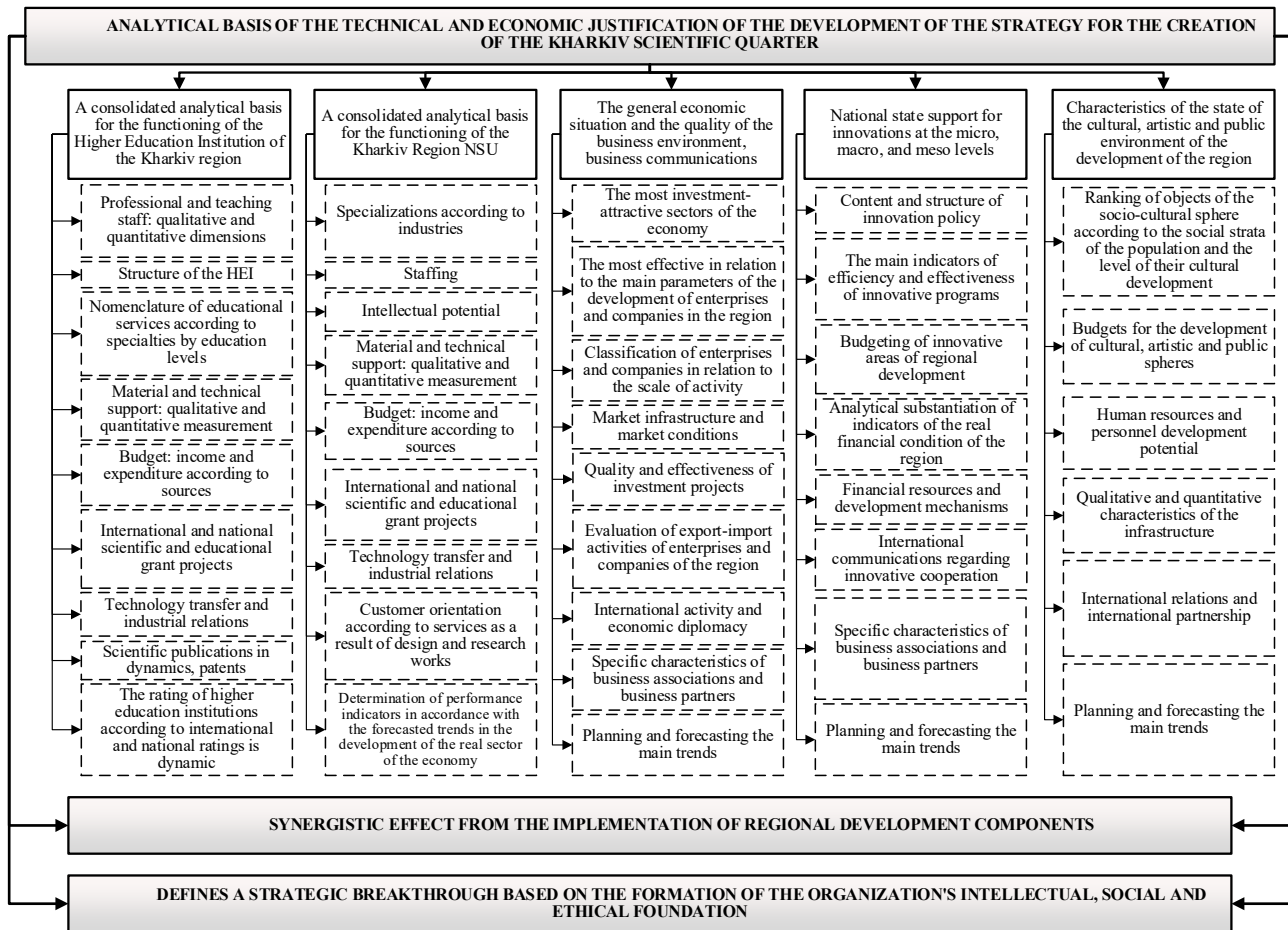 ANALYTICAL BASIS OF THE TECHNICAL AND ECONOMIC JUSTIFICATION OF THE DEVELOPMENT OF THE STRATEGY FOR THE CREATION
OF THE KHARKIV SCIENTIFIC QUARTER
A consolidated analytical basis
for the functioning of the
Higher Education Institution
of the Kharkiv region
Professional and teaching
staff: qualitative and
quantitative dimensions
Structure of the HEI
Nomenclature of educational
services according to
specialties by education
levels
Material and technical
support: qualitative and
quantitative measurement
Budget: income and
expenditure according to
sources
International and national
scientific and educational
grant projects
Technology transfer and
industrial relations
Scientific publications in
dynamics, patents
The rating of higher
education institutions
according to international
and national ratings is
dynamic
A consolidated analytical basis
for the functioning of the
Kharkiv Region NSU
Specializations according to
industries
Staffing
Intellectual potential
Material and technical
support: qualitative and
quantitative measurement
Budget: income and
expenditure according to
sources
International and national
scientific and educational
grant projects
Technology transfer and
industrial relations
Customer orientation
according to services as a
result of design and research
works
Determination of performance
indicators in accordance with
the forecasted trends in the
development of the real sector
of the economy
The general economic
situation and the quality of the
business environment,
business communications
The most investment-
attractive sectors of the
economy
The most effective in relation
to the main parameters of the
development of enterprises
and companies in the region
Classification of enterprises
and companies in relation to
the scale of activity
Market infrastructure and
market conditions
Quality and effectiveness of
investment projects
Evaluation of export-import
activities of enterprises and
companies of the region
International activity and
economic diplomacy
Specific characteristics of
business associations and
business partners
Planning and forecasting the
main trends
National state support for
innovations at the micro,
macro, and meso levels
Content and structure of
innovation policy
The main indicators of
efficiency and effectiveness
of innovative programs
Budgeting of innovative
areas of regional
development
Analytical substantiation of
indicators of the real
financial condition of the
region
Financial resources and
development mechanisms
International
communications regarding
innovative cooperation
Specific characteristics of
business associations and
business partners
Planning and forecasting the
main trends
Characteristics of the state of
the cultural, artistic and public
environment of the
development of the region
Ranking of objects of the
socio-cultural sphere
according to the social strata
of the population and the
level of their cultural
development
Budgets for the development
of cultural, artistic and public
spheres
Human resources and
personnel development
potential
Qualitative and quantitative
characteristics of the
infrastructure
International relations and
international partnership
Planning and forecasting the
main trends
SYNERGISTIC EFFECT FROM THE IMPLEMENTATION OF REGIONAL DEVELOPMENT COMPONENTS
DEFINES A STRATEGIC BREAKTHROUGH BASED ON THE FORMATION OF THE ORGANIZATION'S INTELLECTUAL, SOCIAL AND
ETHICAL FOUNDATION